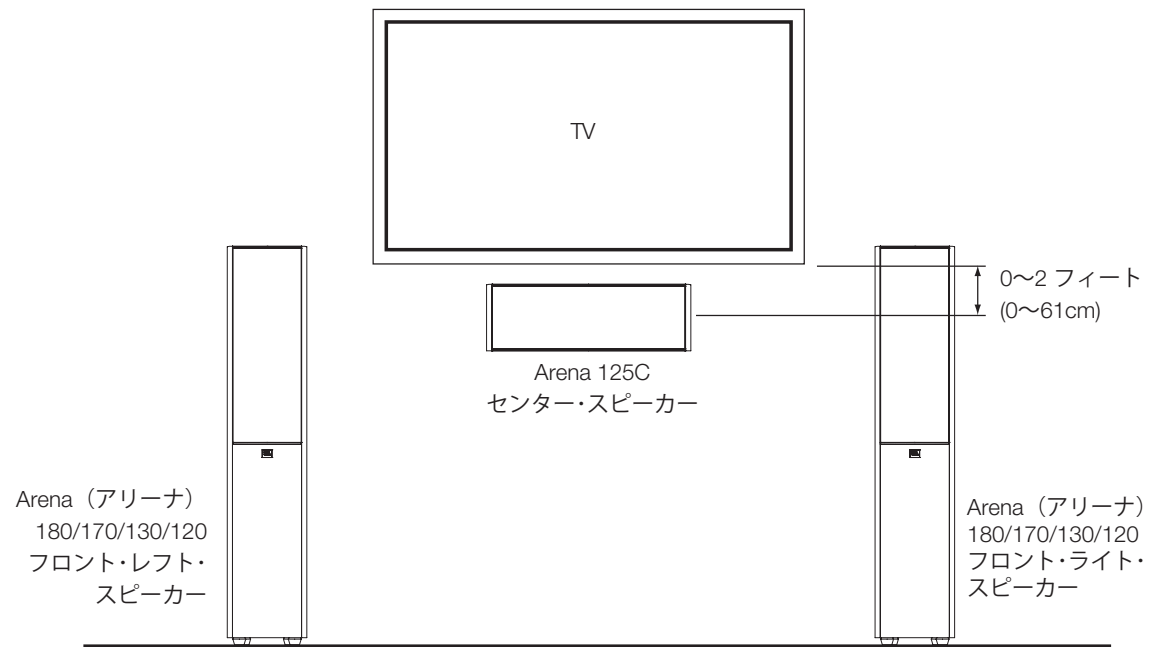 TV
0〜2 フィート
(0〜61cm)
Arena 125C
センター・スピーカー
Arena（アリーナ）
180/170/130/120
フロント・レフト・
スピーカー
Arena（アリーナ）
180/170/130/120
フロント・ライト・
スピーカー